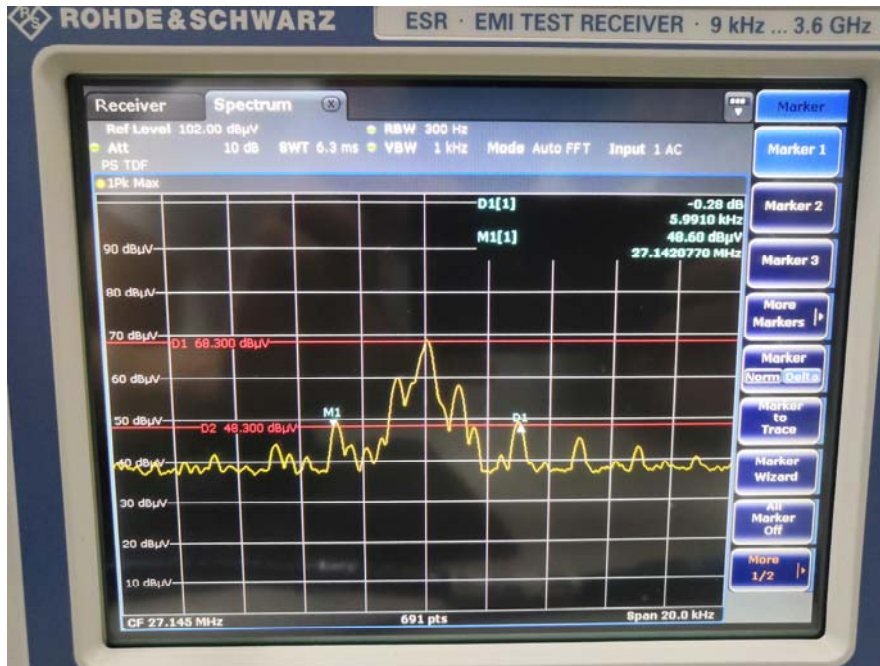 ROHDE & SCHWARZ
ESR · EMI TEST RECEIVER · 9 kHz ... 3.6 GHz
Receiver
Spectrum
X
Marker
Ref Level 102.00 dBµV
RBW 300 Hz
Att 10 dB SWT 6.3 ms VBW 1 kHz Mode Auto FFT Input 1 AC
PS TDF
1Pk Max
D1[1] -0.28 dB
5.9910 kHz
M1[1] 48.60 dBµV
27.1420770 MHz
90 dBµV
80 dBµV
70 dBµV
D1 68.300 dBµV
60 dBµV
50 dBµV
M1
D1
D2 48.300 dBµV
40 dBµV
30 dBµV
20 dBµV
10 dBµV
CF 27.145 MHz 691 pts Span 20.0 kHz
Marker 1
Marker 2
Marker 3
More
Markers
Marker
Norm Delta
Marker
to
Trace
Marker
Wizard
All
Marker
Off
More
1/2